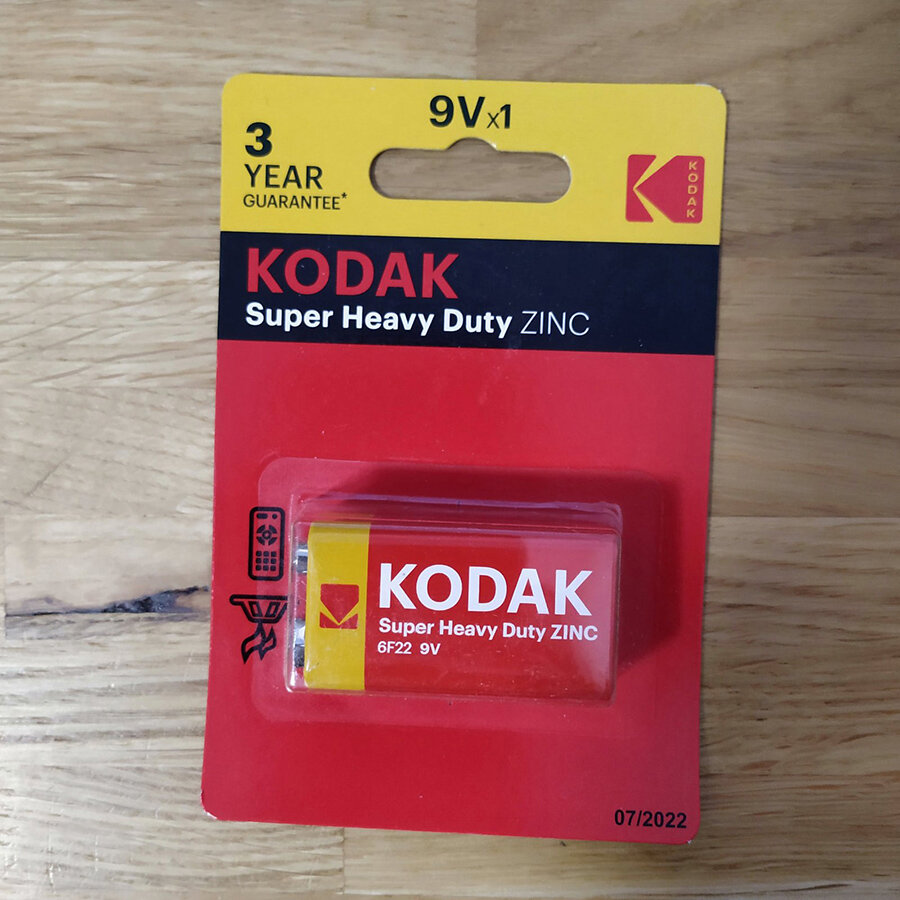 9Vx1
3
YEAR
GUARANTEE*
KODAK
KODAK
Super Heavy Duty ZINC
KODAK
Super Heavy Duty ZINC
6F22 9V
07/2022